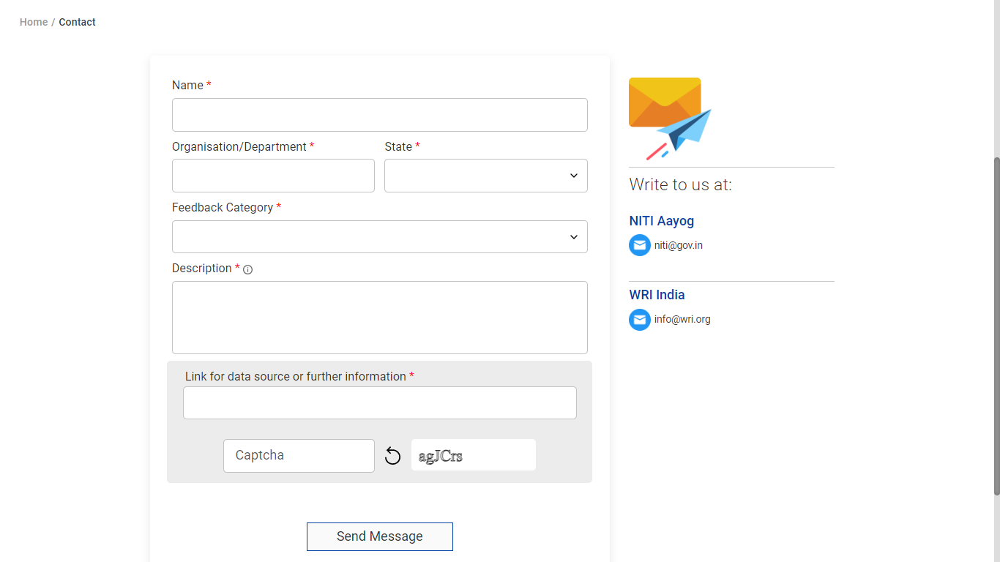 Home / Contact
Name *
Organisation/Department *
State *
Feedback Category *
Description *
Link for data source or further information *
Captcha
agJCrs
Send Message
Write to us at:
NITI Aayog
niti@gov.in
WRI India
info@wri.org